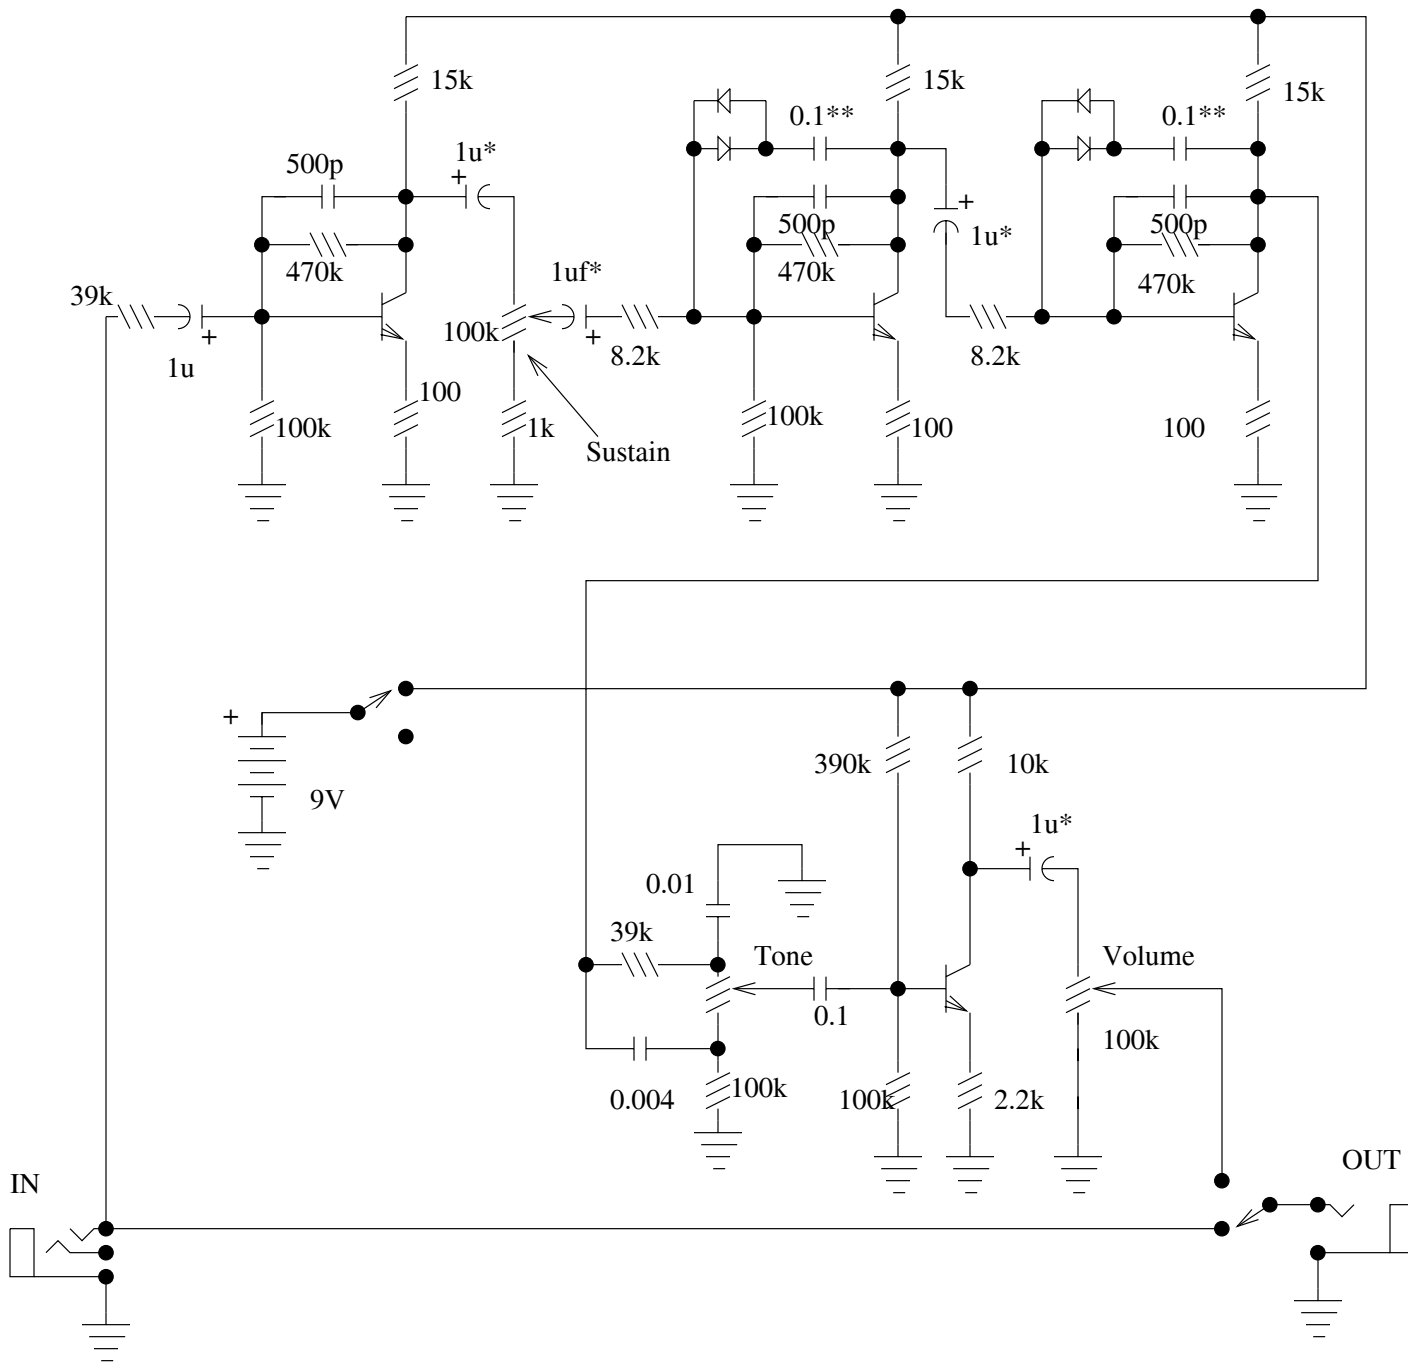 15k
15k
15k
0.1**
0.1**
1u*
+
500p
+
1u*
500p
500p
470k
470k
470k
1uf*
39k
100k
+
1u
+
8.2k
8.2k
100
100k
1k
100k
100
100
Sustain
+
390k
10k
9V
1u*
+
0.01
39k
Tone
Volume
0.1
100k
0.004
100k
100k
2.2k
IN
OUT